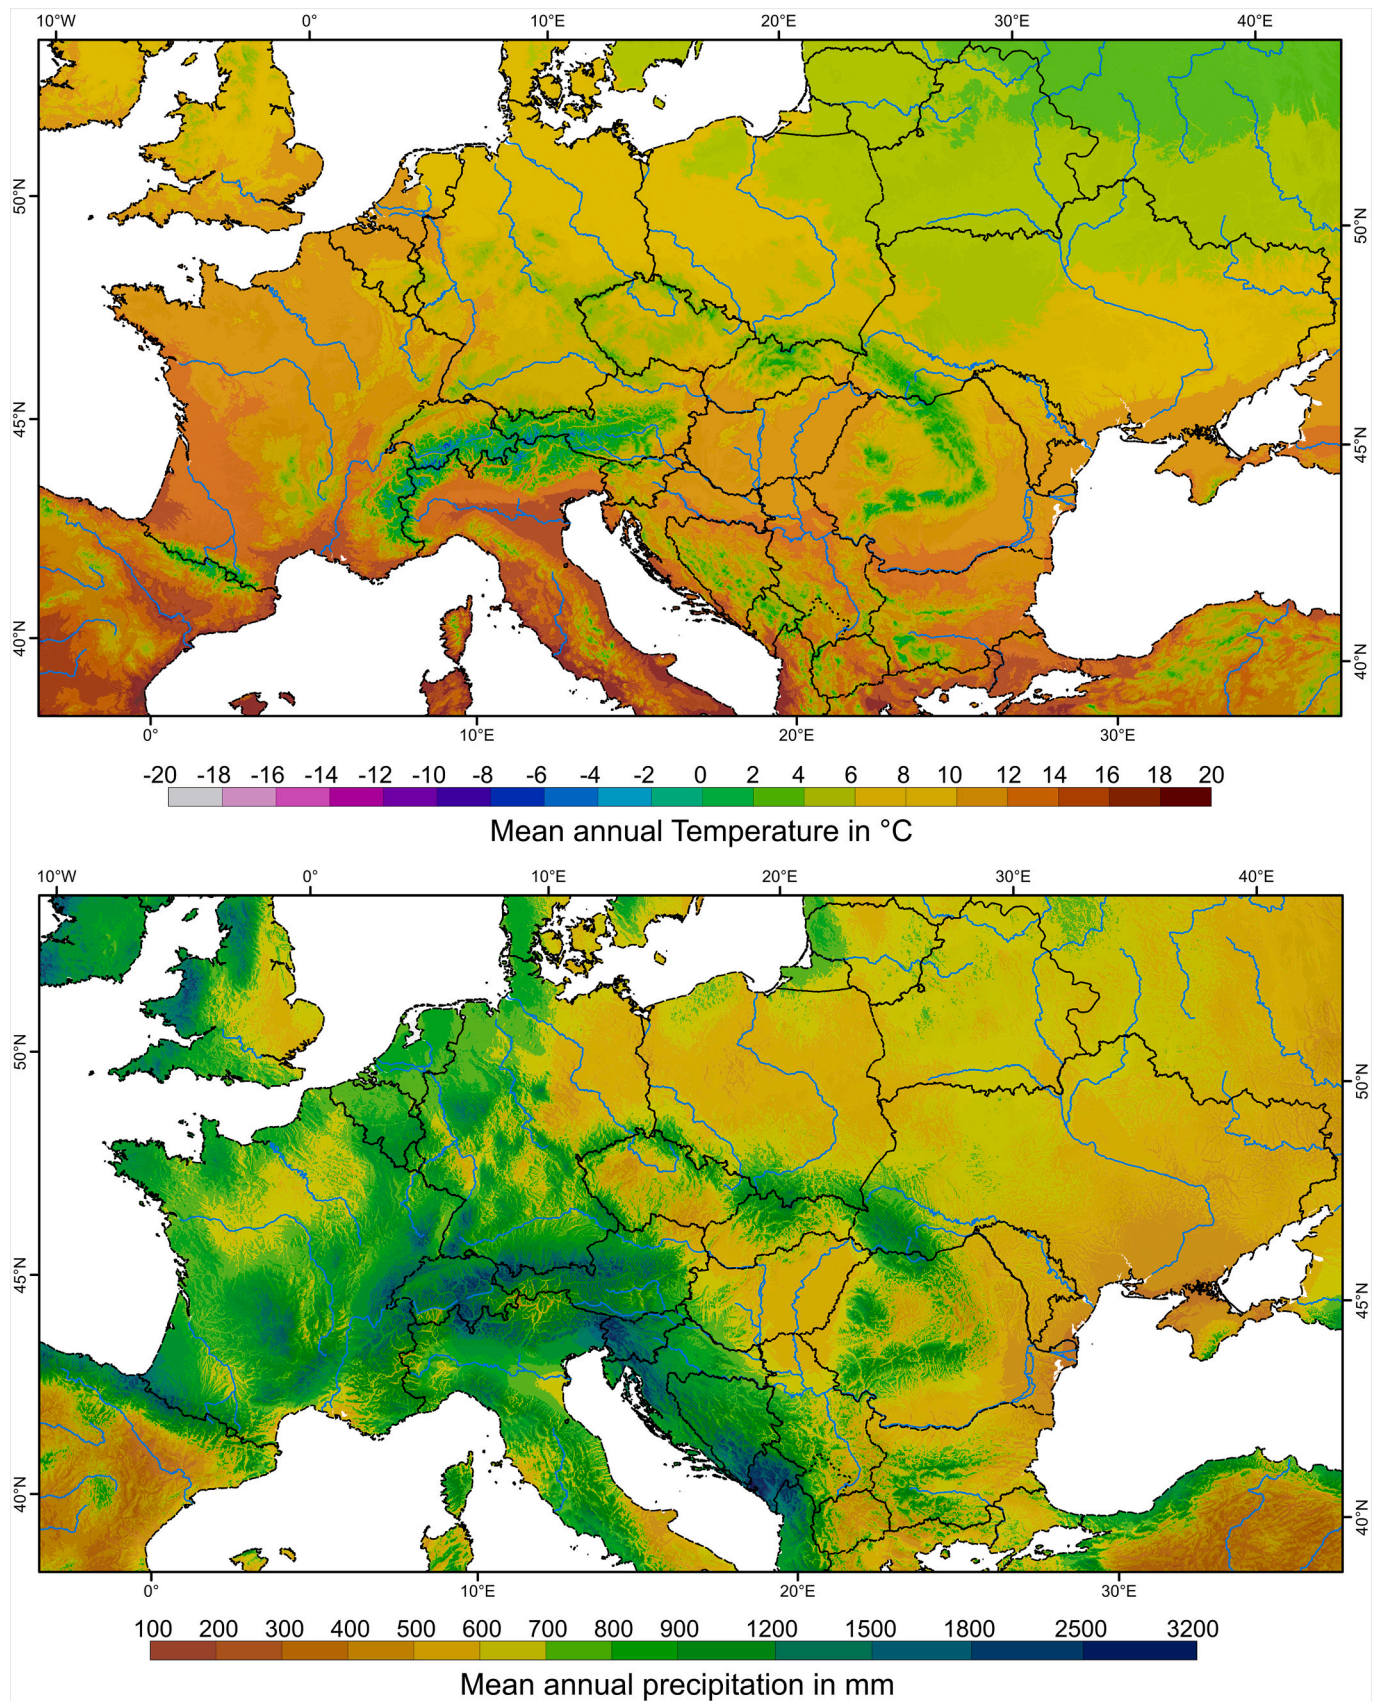 10°W 0° 10°E 20°E 30°E 40°E
50°N 50°N
45°N 45°N
40°N 40°N
0° 10°E 20°E 30°E
-20 -18 -16 -14 -12 -10 -8 -6 -4 -2 0 2 4 6 8 10 12 14 16 18 20
Mean annual Temperature in °C
10°W 0° 10°E 20°E 30°E 40°E
50°N 50°N
45°N 45°N
40°N 40°N
0° 10°E 20°E 30°E
100 200 300 400 500 600 700 800 900 1200 1500 1800 2500 3200
Mean annual precipitation in mm